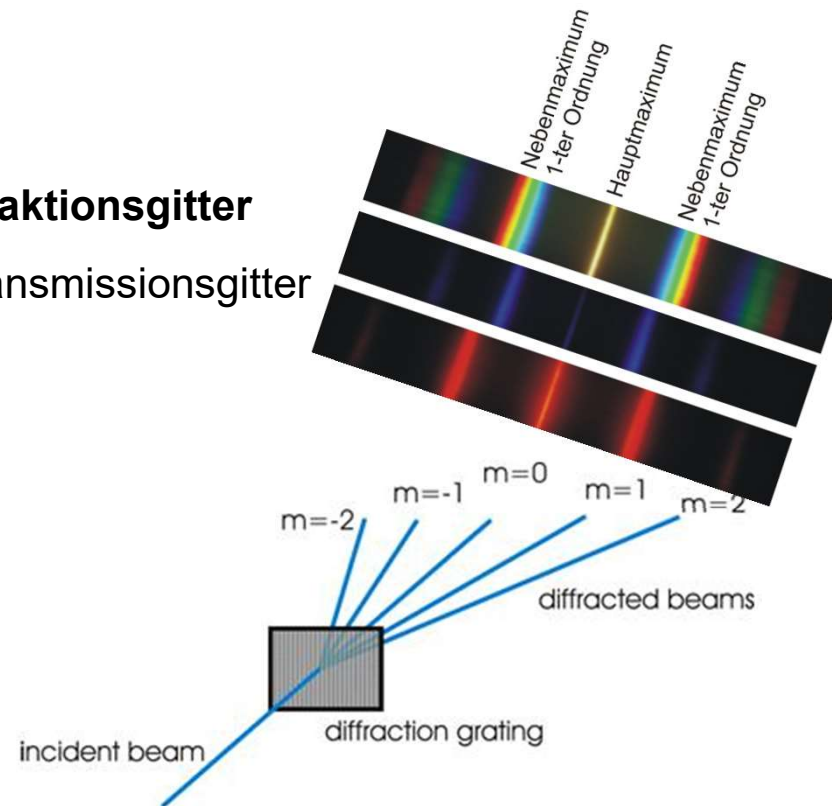 Nebenmaximum
1-ter Ordnung
Hauptmaximum
Nebenmaximum
1-ter Ordnung
aktionsgitter
ansmissionsgitter
m=-2
m=-1
m=0
m=1
m=2
diffracted beams
diffraction grating
incident beam